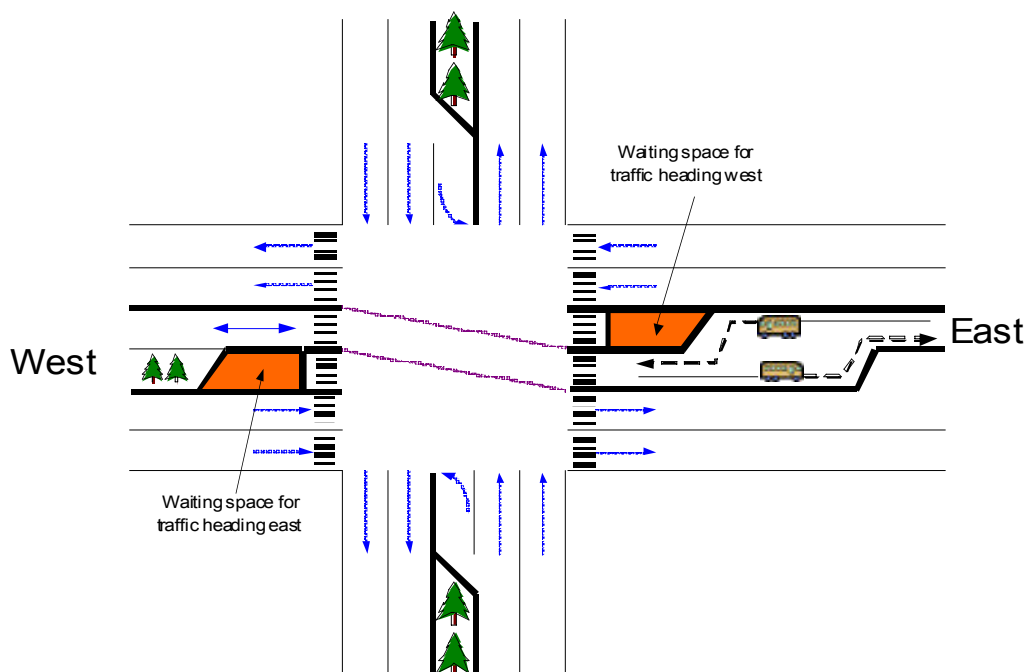 Waiting space for
traffic heading west
West
East
Waiting space for
traffic heading east